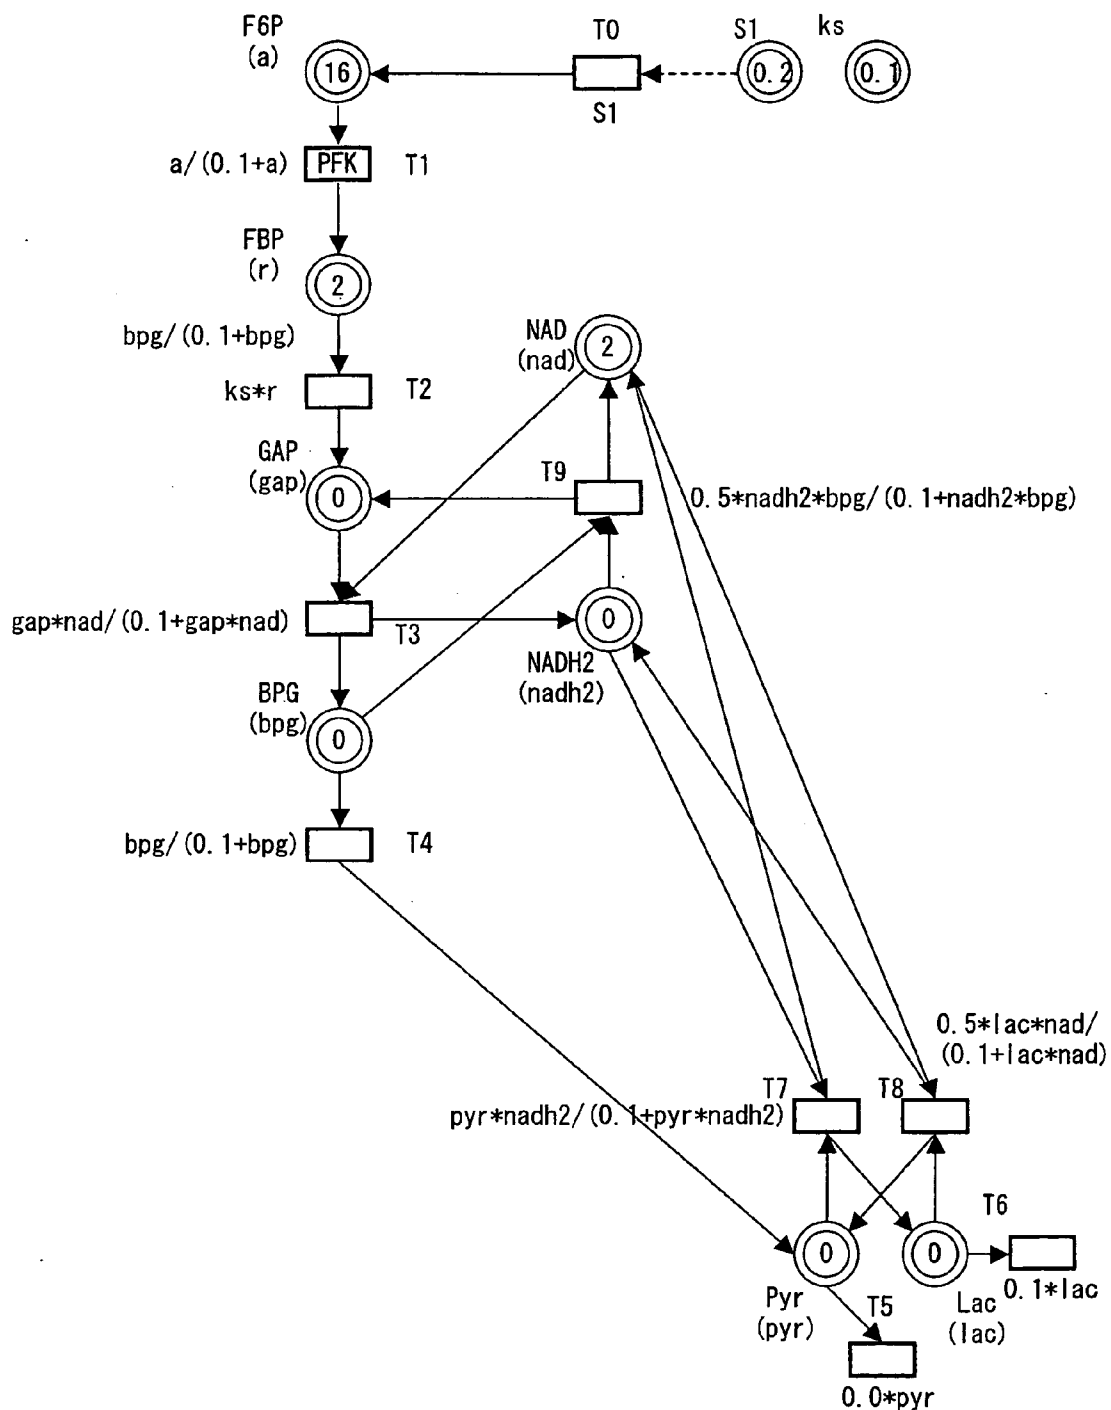 F6P
(a)
16
T0
S1
S1
0.2
ks
0.1
a/(0.1+a)
PFK
T1
FBP
(r)
2
bpg/(0.1+bpg)
ks*r
T2
NAD
(nad)
2
GAP
(gap)
0
T9
0.5*nadh2*bpg/(0.1+nadh2*bpg)
gap*nad/(0.1+gap*nad)
T3
0
NADH2
(nadh2)
BPG
(bpg)
0
bpg/(0.1+bpg)
T4
0.5*lac*nad/
(0.1+lac*nad)
T7
T8
pyr*nadh2/(0.1+pyr*nadh2)
0
0
T6
0.1*lac
Pyr
(pyr)
T5
Lac
(lac)
0.0*pyr